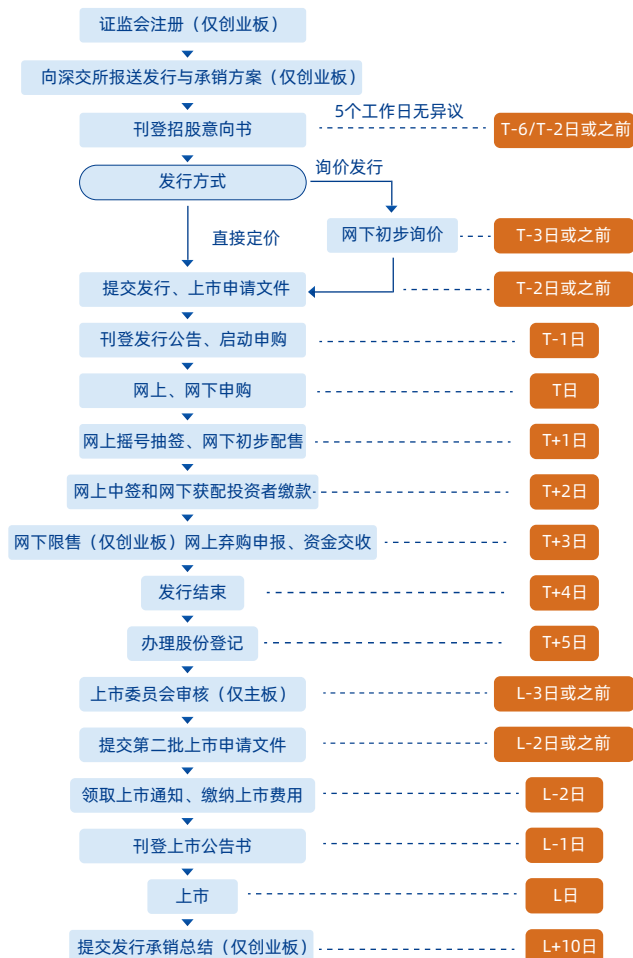 证监会注册（仅创业板）
向深交所报送发行与承销方案（仅创业板）
5个工作日无异议
刊登招股意向书
T-6/T-2日或之前
发行方式
询价发行
直接定价
网下初步询价
T-3日或之前
提交发行、上市申请文件
T-2日或之前
刊登发行公告、启动申购
T-1日
网上、网下申购
T日
网上摇号抽签、网下初步配售
T+1日
网上中签和网下获配投资者缴款
T+2日
网下限售（仅创业板）网上弃购申报、资金交收
T+3日
发行结束
T+4日
办理股份登记
T+5日
上市委员会审核（仅主板）
L-3日或之前
提交第二批上市申请文件
L-2日或之前
领取上市通知、缴纳上市费用
L-2日
刊登上市公告书
L-1日
上市
L日
提交发行承销总结（仅创业板）
L+10日